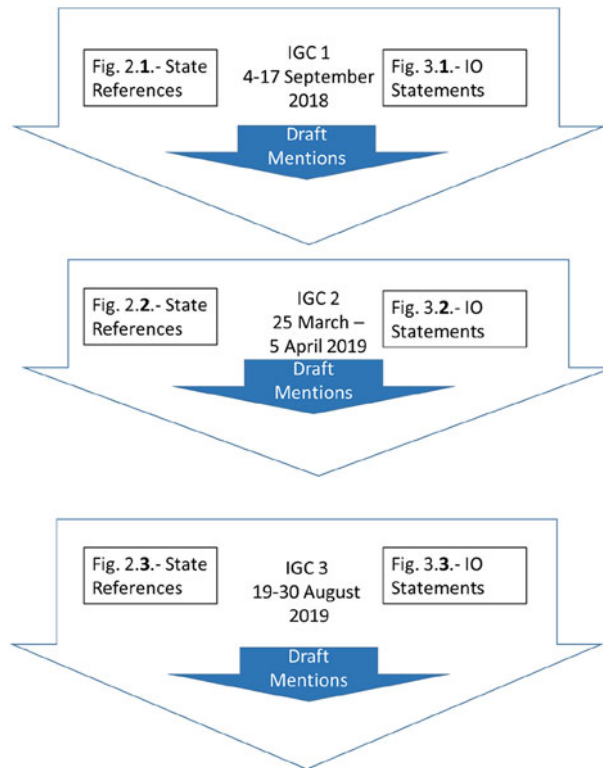 Fig. 2.1.- State
References
IGC 1
4-17 September
2018
Fig. 3.1.- IO
Statements
Draft
Mentions
Fig. 2.2.- State
References
IGC 2
25 March –
5 April 2019
Fig. 3.2.- IO
Statements
Draft
Mentions
Fig. 2.3.- State
References
IGC 3
19-30 August
2019
Fig. 3.3.- IO
Statements
Draft
Mentions